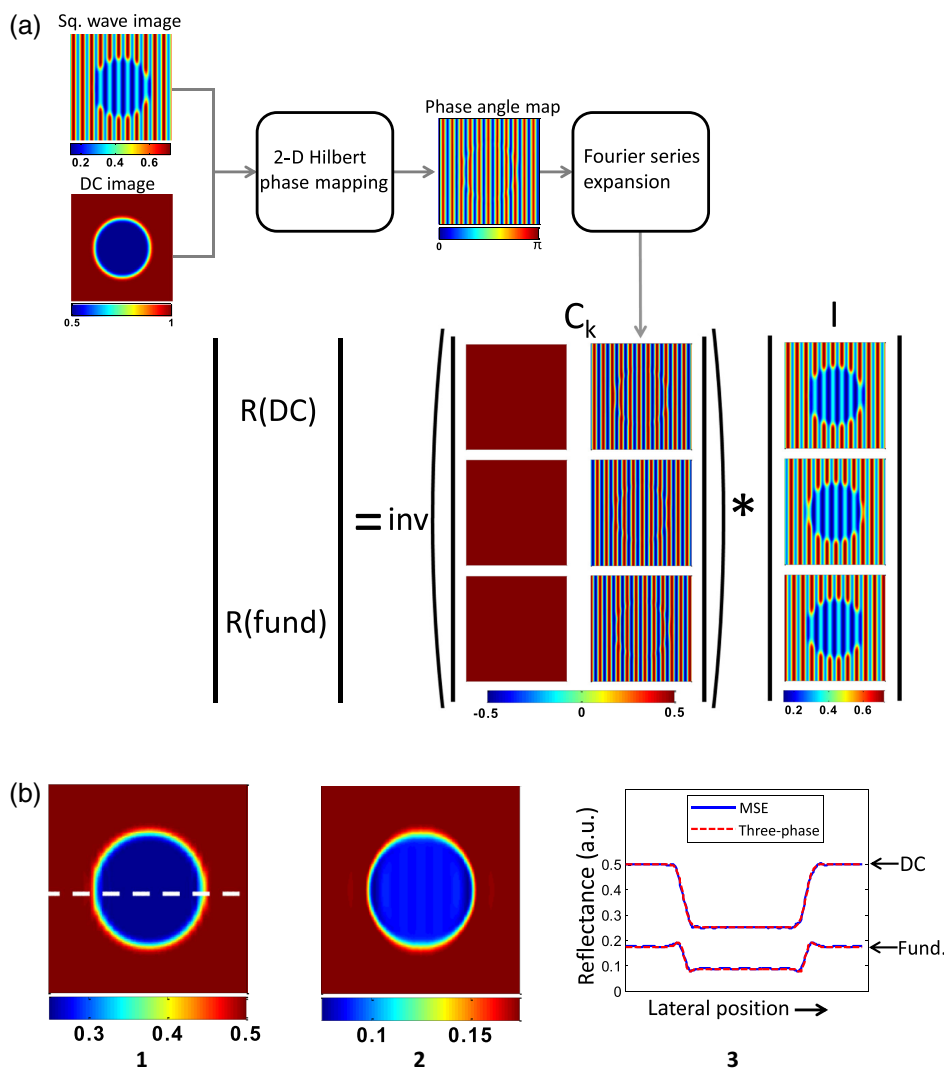 (a)
Sq. wave image
0.2 0.4 0.6
DC image
0.5 1
2-D Hilbert
phase mapping
Phase angle map
0 π
Fourier series
expansion
C_k
I
R(DC)
R(fund)
= inv
*
-0.5 0 0.5
0.2 0.4 0.6
(b)
0.3 0.4 0.5
1
0.1 0.15
2
MSE
Three-phase
Reflectance (a.u.)
0.5
0.4
0.3
0.2
0.1
0
DC
Fund.
Lateral position
3